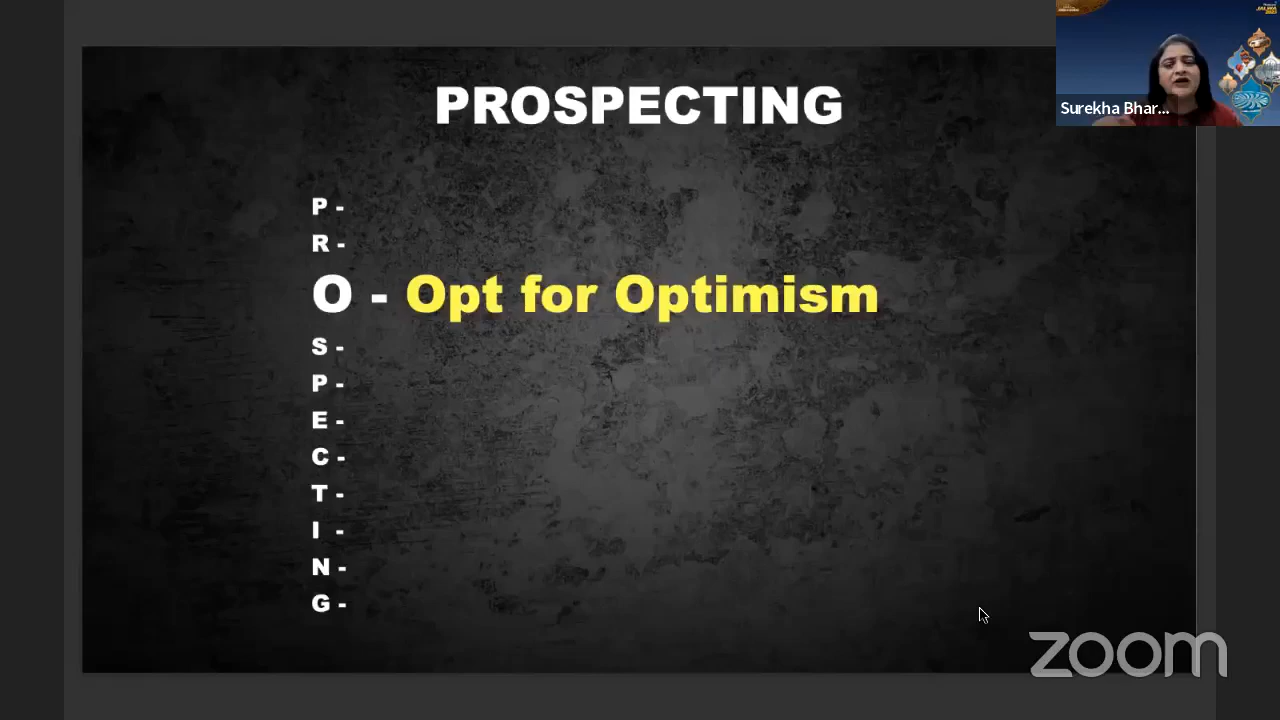 PROSPECTING
P -
R -
O - Opt for Optimism
S -
P -
E -
C -
T -
I -
N -
G -
Surekha Bhar...
zoom